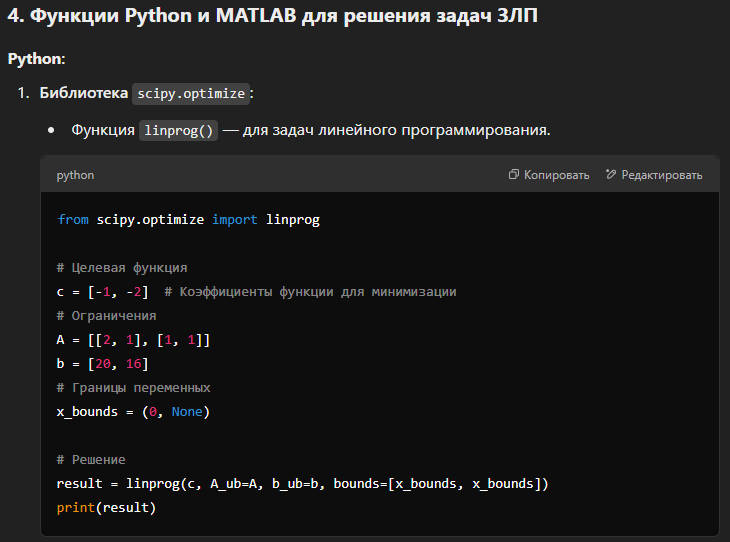 4. Функции Python и MATLAB для решения задач ЗЛП
Python:
1. Библиотека scipy.optimize:
• Функция linprog() — для задач линейного программирования.
python Копировать Редактировать
from scipy.optimize import linprog
# Целевая функция
c = [-1, -2]  # Коэффициенты функции для минимизации
# Ограничения
A = [[2, 1], [1, 1]]
b = [20, 16]
# Границы переменных
x_bounds = (0, None)
# Решение
result = linprog(c, A_ub=A, b_ub=b, bounds=[x_bounds, x_bounds])
print(result)